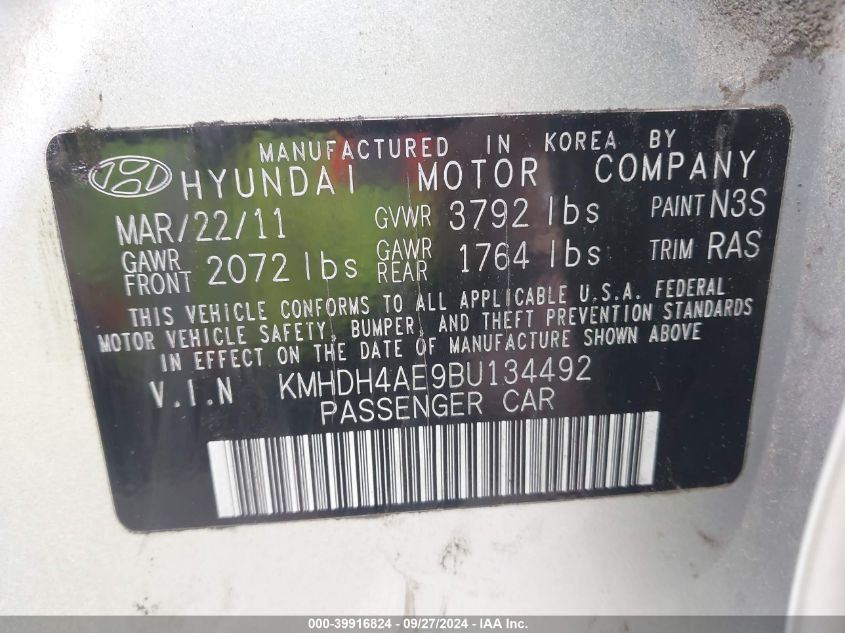 MANUFACTURED IN KOREA BY
HYUNDAI MOTOR COMPANY
MAR/22/11 GVWR 3792 lbs PAINT N3S
GAWR FRONT 2072 lbs GAWR REAR 1764 lbs TRIM RAS
THIS VEHICLE CONFORMS TO ALL APPLICABLE U.S.A. FEDERAL
MOTOR VEHICLE SAFETY, BUMPER, AND THEFT PREVENTION STANDARDS
IN EFFECT ON THE DATE OF MANUFACTURE SHOWN ABOVE
V.I.N KMHDH4AE9BU134492
PASSENGER CAR
000-39916824 - 09/27/2024 - IAA Inc.